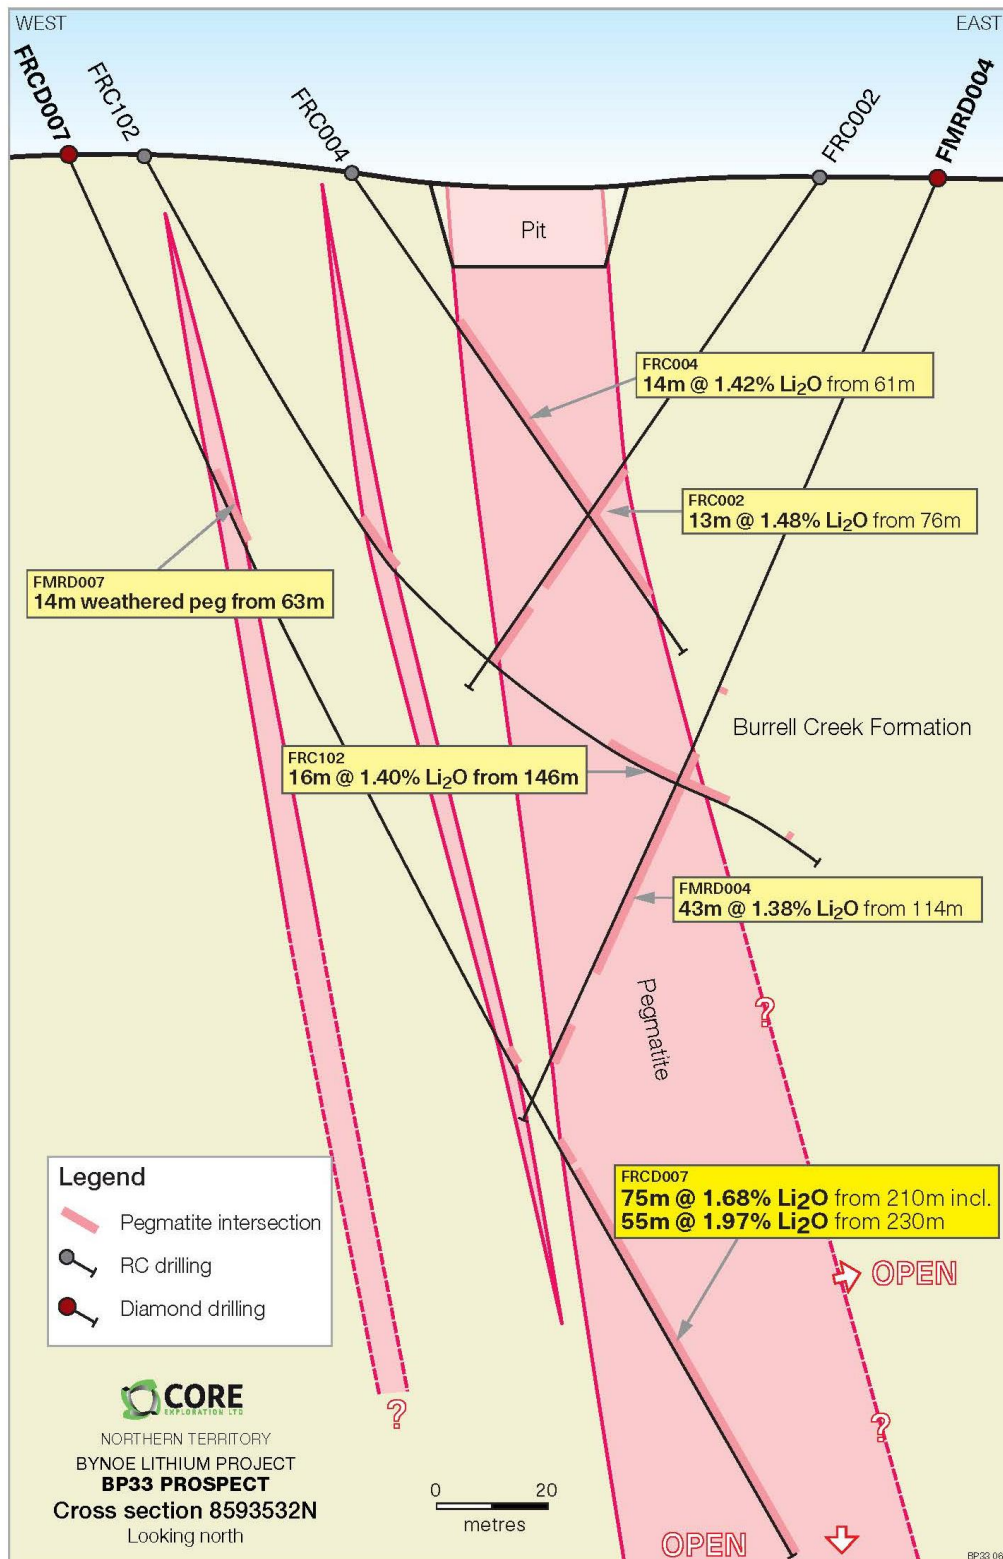 WEST
EAST
FRCD007
FRC102
FRC004
FRC002
FMRD004
Pit
FRC004
14m @ 1.42% Li₂O from 61m
FRC002
13m @ 1.48% Li₂O from 76m
FMRD007
14m weathered peg from 63m
Burrell Creek Formation
FRC102
16m @ 1.40% Li₂O from 146m
FMRD004
43m @ 1.38% Li₂O from 114m
Pegmatite
?
FRCD007
75m @ 1.68% Li₂O from 210m incl.
55m @ 1.97% Li₂O from 230m
OPEN
Legend
Pegmatite intersection
RC drilling
Diamond drilling
?
?
CORE
EXPLORATION LTD
NORTHERN TERRITORY
BYNOE LITHIUM PROJECT
BP33 PROSPECT
Cross section 8593532N
Looking north
0 20
metres
OPEN
BP33 06